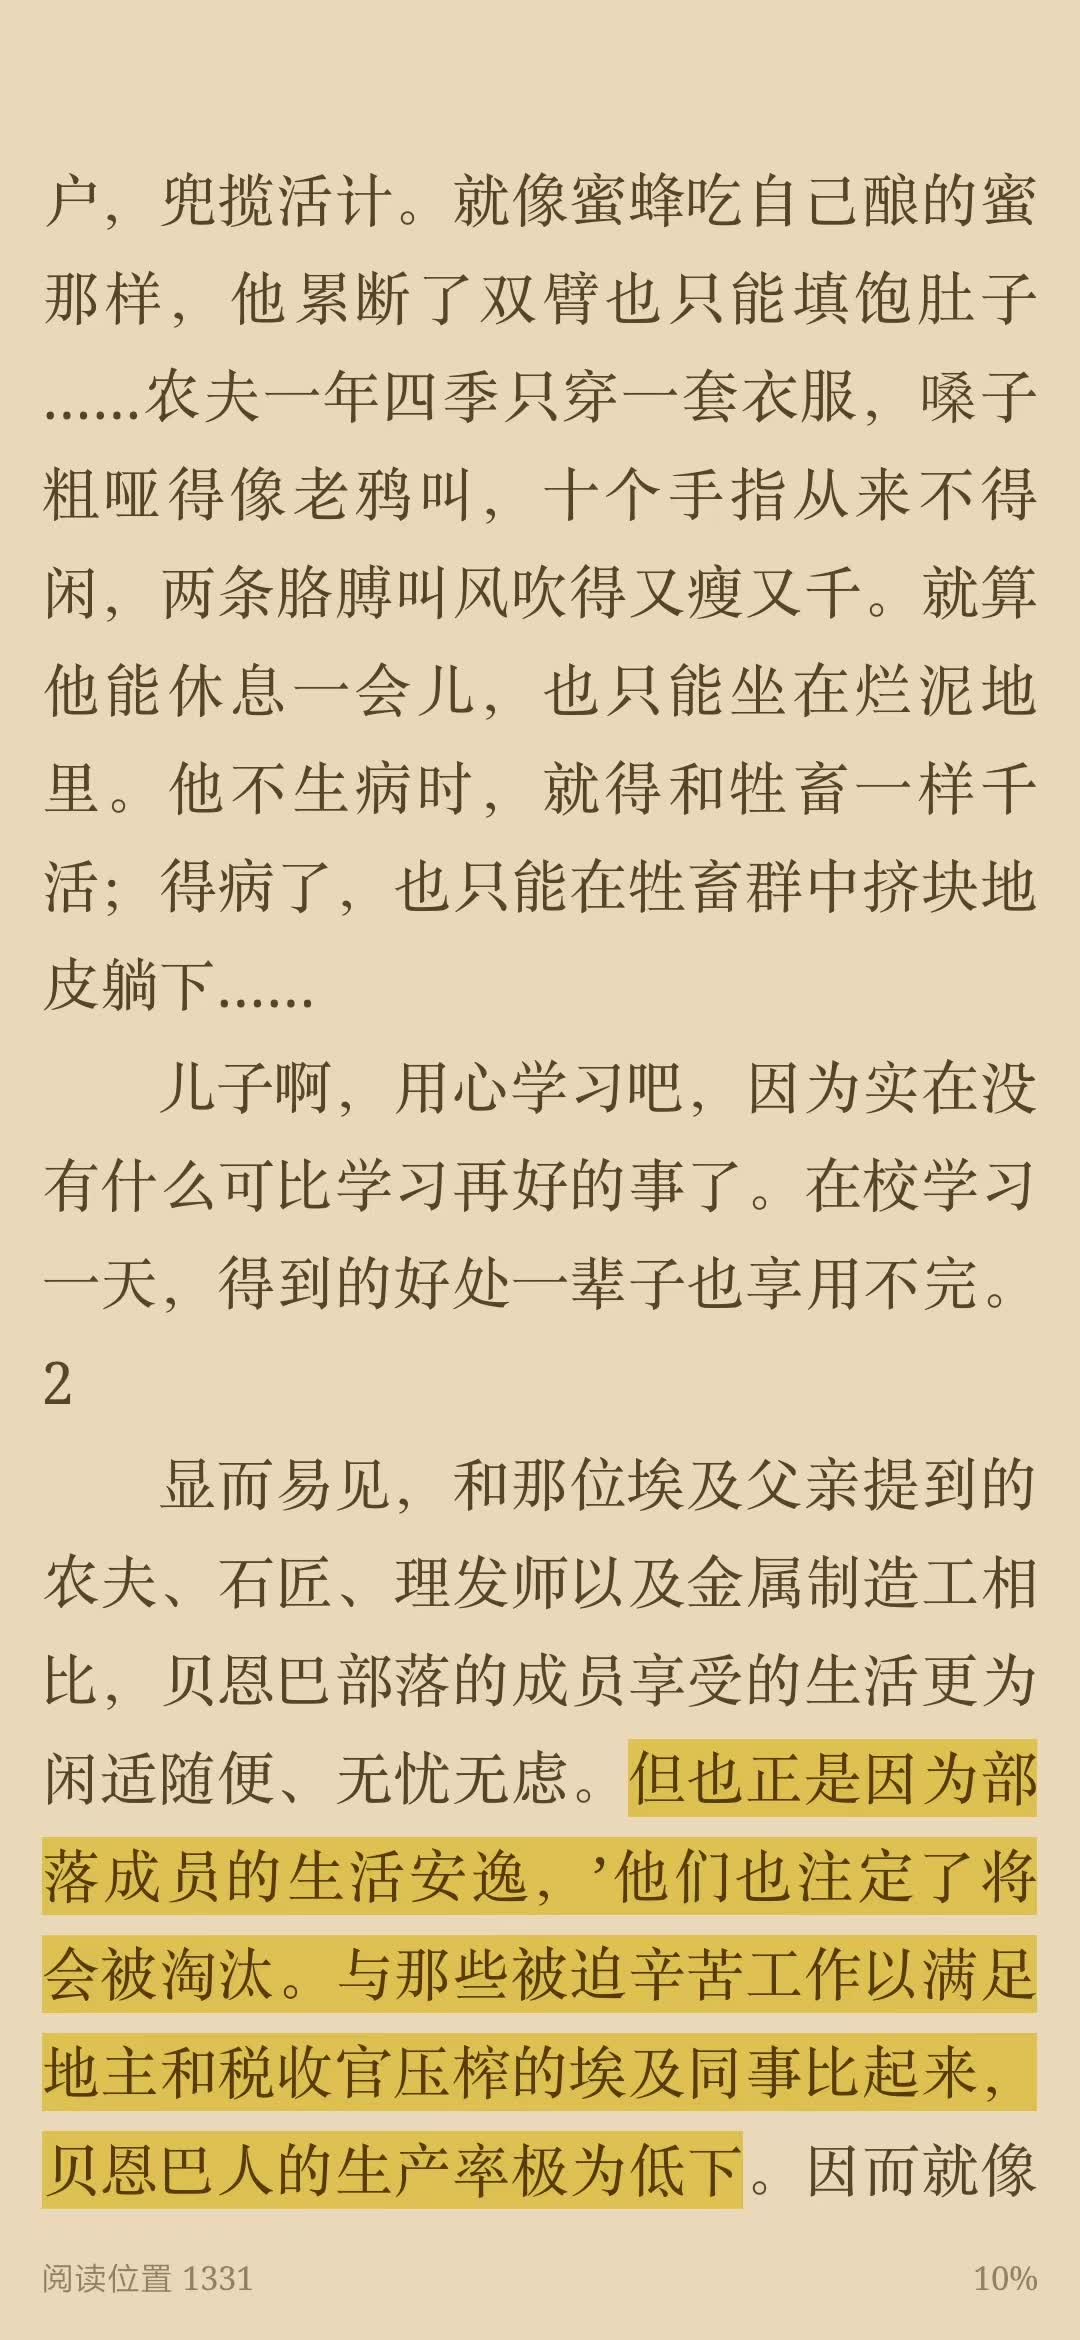 户，兜揽活计。就像蜜蜂吃自己酿的蜜
那样，他累断了双臂也只能填饱肚子
……农夫一年四季只穿一套衣服，嗓子
粗哑得像老鸦叫，十个手指从来不得
闲，两条胳膊叫风吹得又瘦又千。就算
他能休息一会儿，也只能坐在烂泥地
里。他不生病时，就得和牲畜一样千
活；得病了，也只能在牲畜群中挤块地
皮躺下……
儿子啊，用心学习吧，因为实在没
有什么可比学习再好的事了。在校学习
一天，得到的好处一辈子也享用不完。
2
显而易见，和那位埃及父亲提到的
农夫、石匠、理发师以及金属制造工相
比，贝恩巴部落的成员享受的生活更为
闲适随便、无忧无虑。但也正是因为部
落成员的生活安逸，’他们也注定了将
会被淘汰。与那些被迫辛苦工作以满足
地主和税收官压榨的埃及同事比起来，
贝恩巴人的生产率极为低下。因而就像
阅读位置 1331
10%